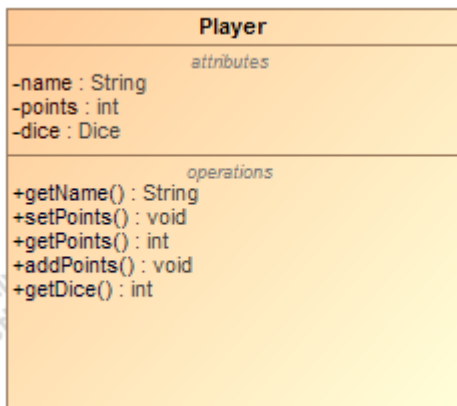 Player
attributes
-name : String
-points : int
-dice : Dice
operations
+getName() : String
+setPoints() : void
+getPoints() : int
+addPoints() : void
+getDice() : int